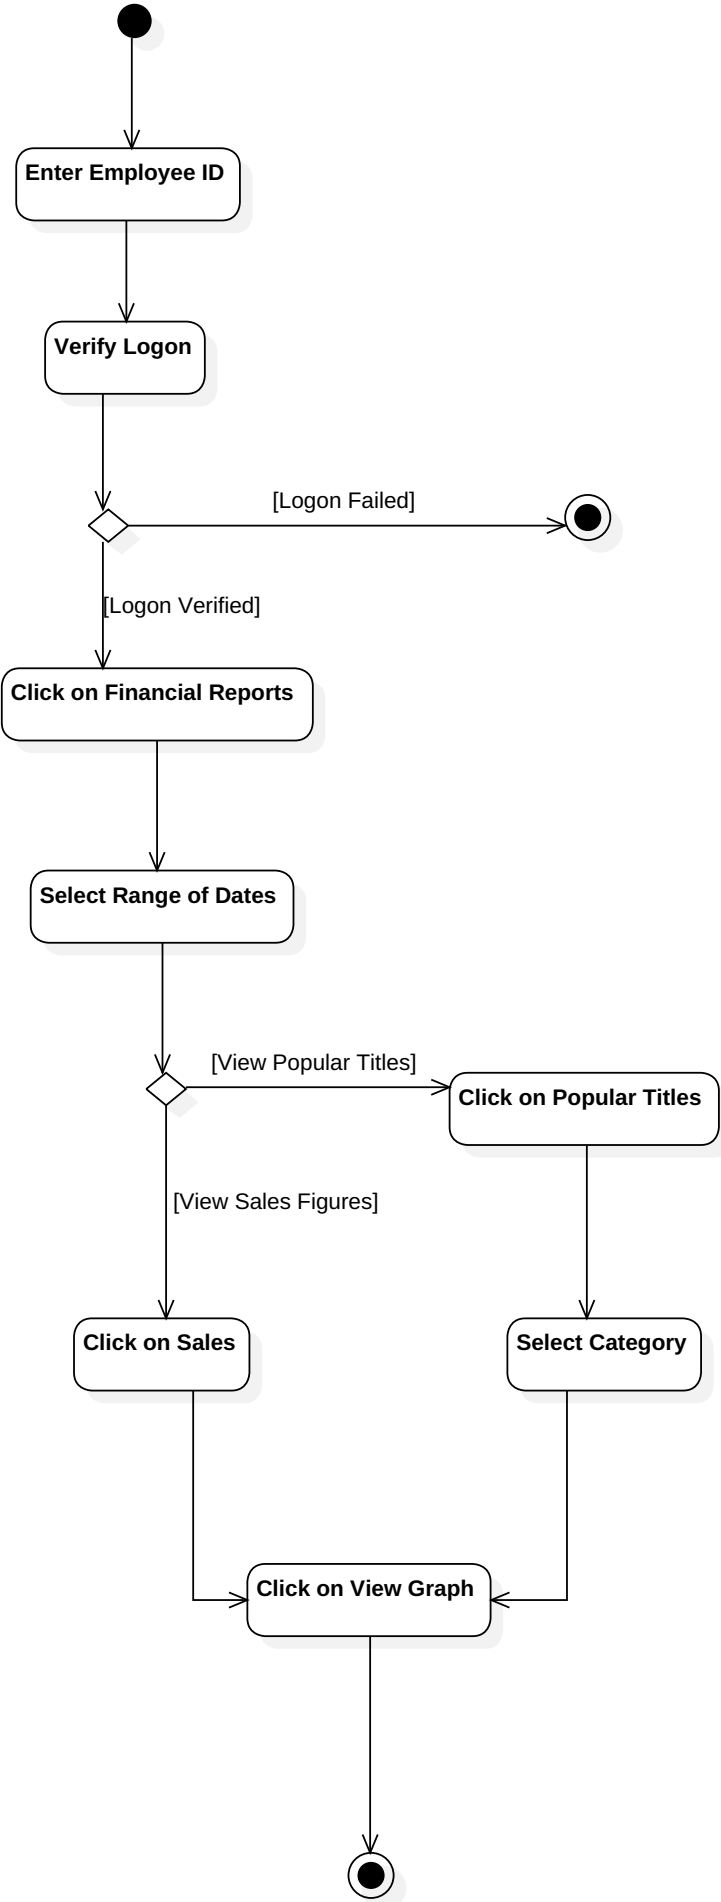 Enter Employee ID
Verify Logon
[Logon Failed]
[Logon Verified]
Click on Financial Reports
Select Range of Dates
[View Popular Titles]
Click on Popular Titles
[View Sales Figures]
Click on Sales
Select Category
Click on View Graph